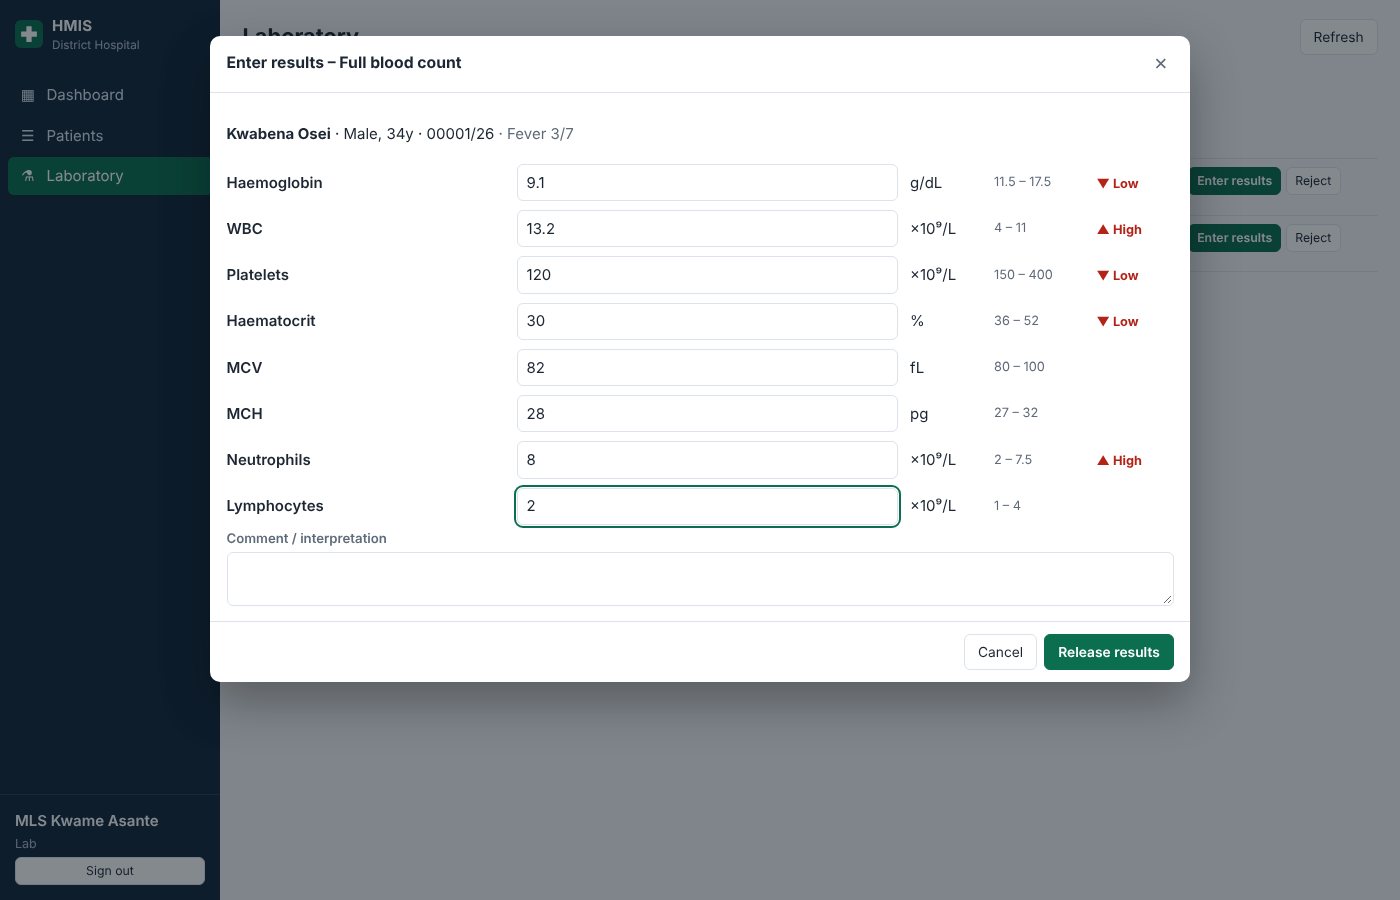 HMIS
District Hospital
Dashboard
Patients
Laboratory
MLS Kwame Asante
Lab
Sign out
Laboratory
Refresh
Enter results Reject
Enter results Reject
Enter results – Full blood count ×
Kwabena Osei · Male, 34y · 00001/26 · Fever 3/7
Haemoglobin 9.1 g/dL 11.5 – 17.5 ▼ Low
WBC 13.2 ×10⁹/L 4 – 11 ▲ High
Platelets 120 ×10⁹/L 150 – 400 ▼ Low
Haematocrit 30 % 36 – 52 ▼ Low
MCV 82 fL 80 – 100
MCH 28 pg 27 – 32
Neutrophils 8 ×10⁹/L 2 – 7.5 ▲ High
Lymphocytes 2 ×10⁹/L 1 – 4
Comment / interpretation
Cancel Release results